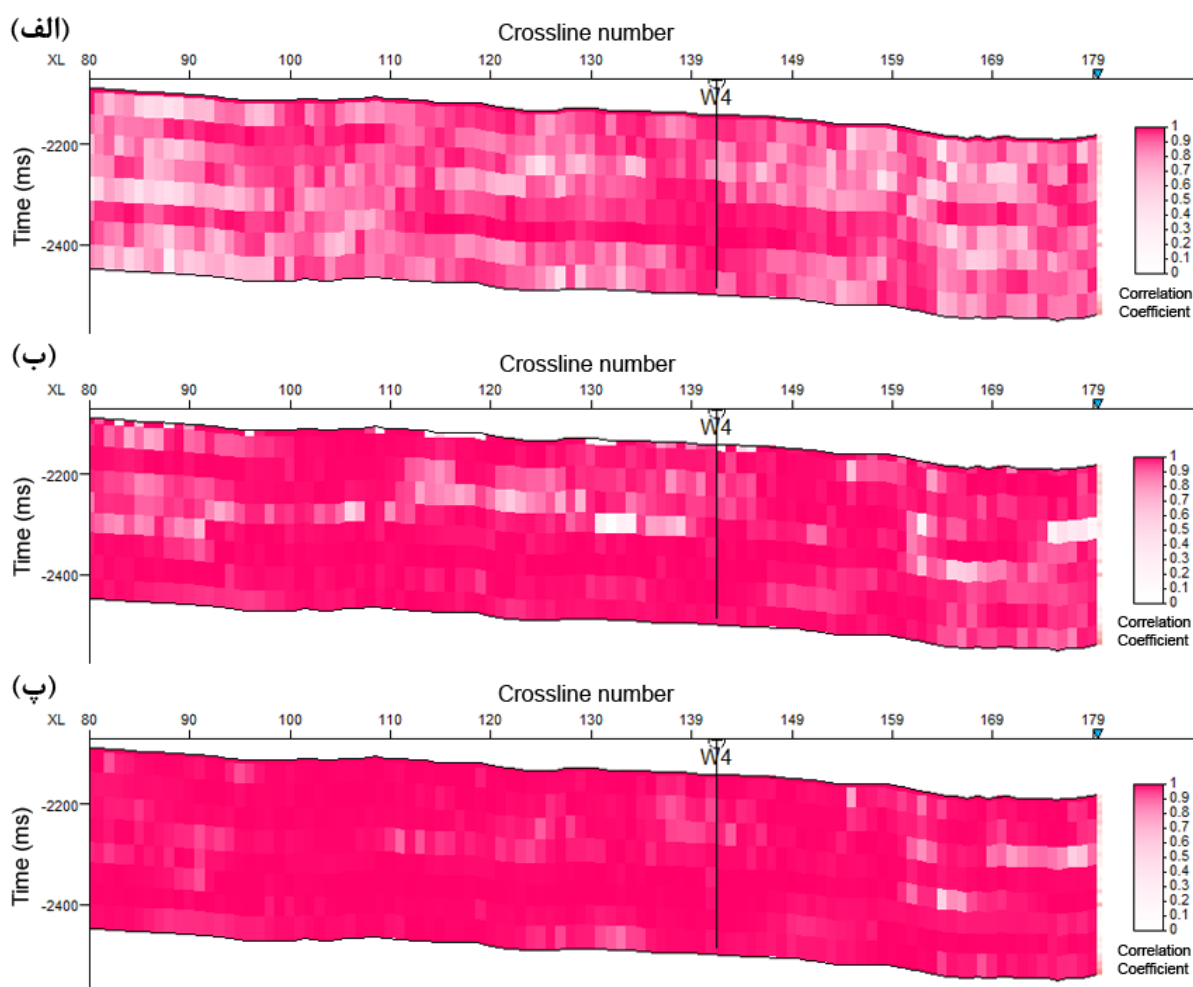 (الف)
Crossline number
XL 80 90 100 110 120 130 139 149 159 169 179
W4
Time (ms)
-2200
-2400
1
0.9
0.8
0.7
0.6
0.5
0.4
0.3
0.2
0.1
0
Correlation
Coefficient
(ب)
Crossline number
XL 80 90 100 110 120 130 139 149 159 169 179
W4
Time (ms)
-2200
-2400
1
0.9
0.8
0.7
0.6
0.5
0.4
0.3
0.2
0.1
0
Correlation
Coefficient
(پ)
Crossline number
XL 80 90 100 110 120 130 139 149 159 169 179
W4
Time (ms)
-2200
-2400
1
0.9
0.8
0.7
0.6
0.5
0.4
0.3
0.2
0.1
0
Correlation
Coefficient